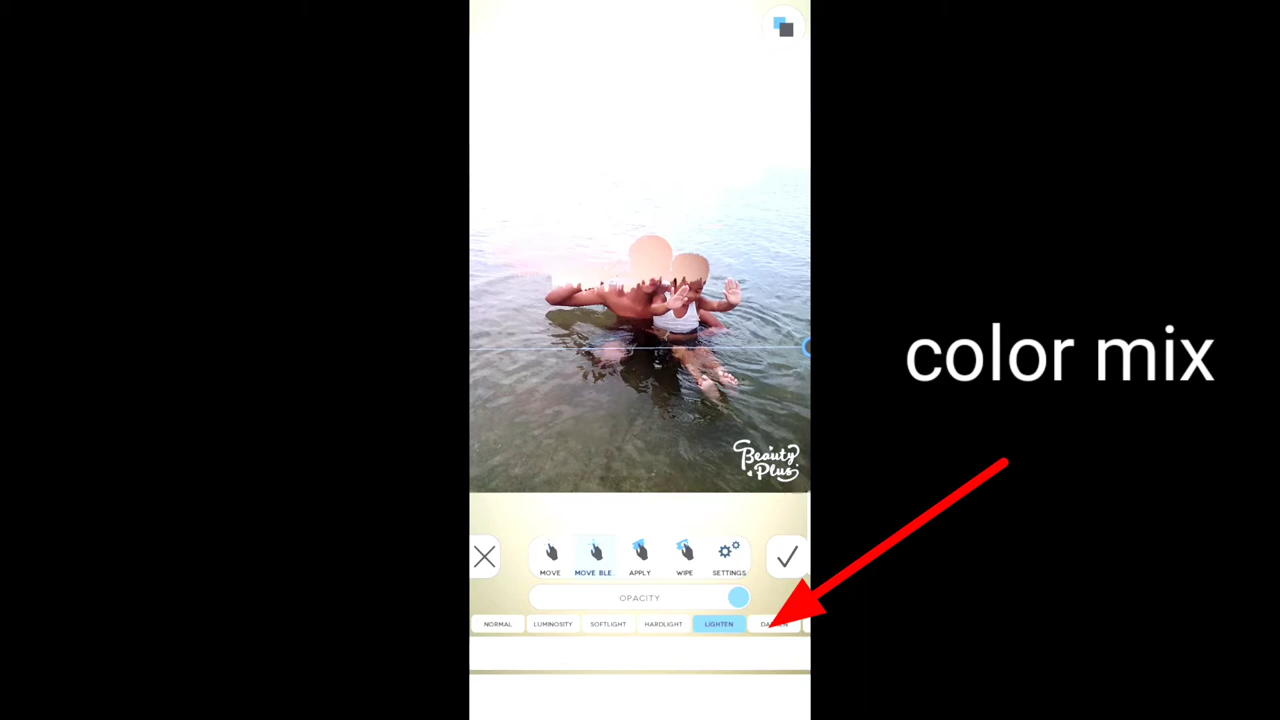 color mix
Beauty
Plus
MOVE
MOVE BLE
APPLY
WIPE
SETTINGS
OPACITY
NORMAL
LUMINOSITY
SOFTLIGHT
HARDLIGHT
LIGHTEN